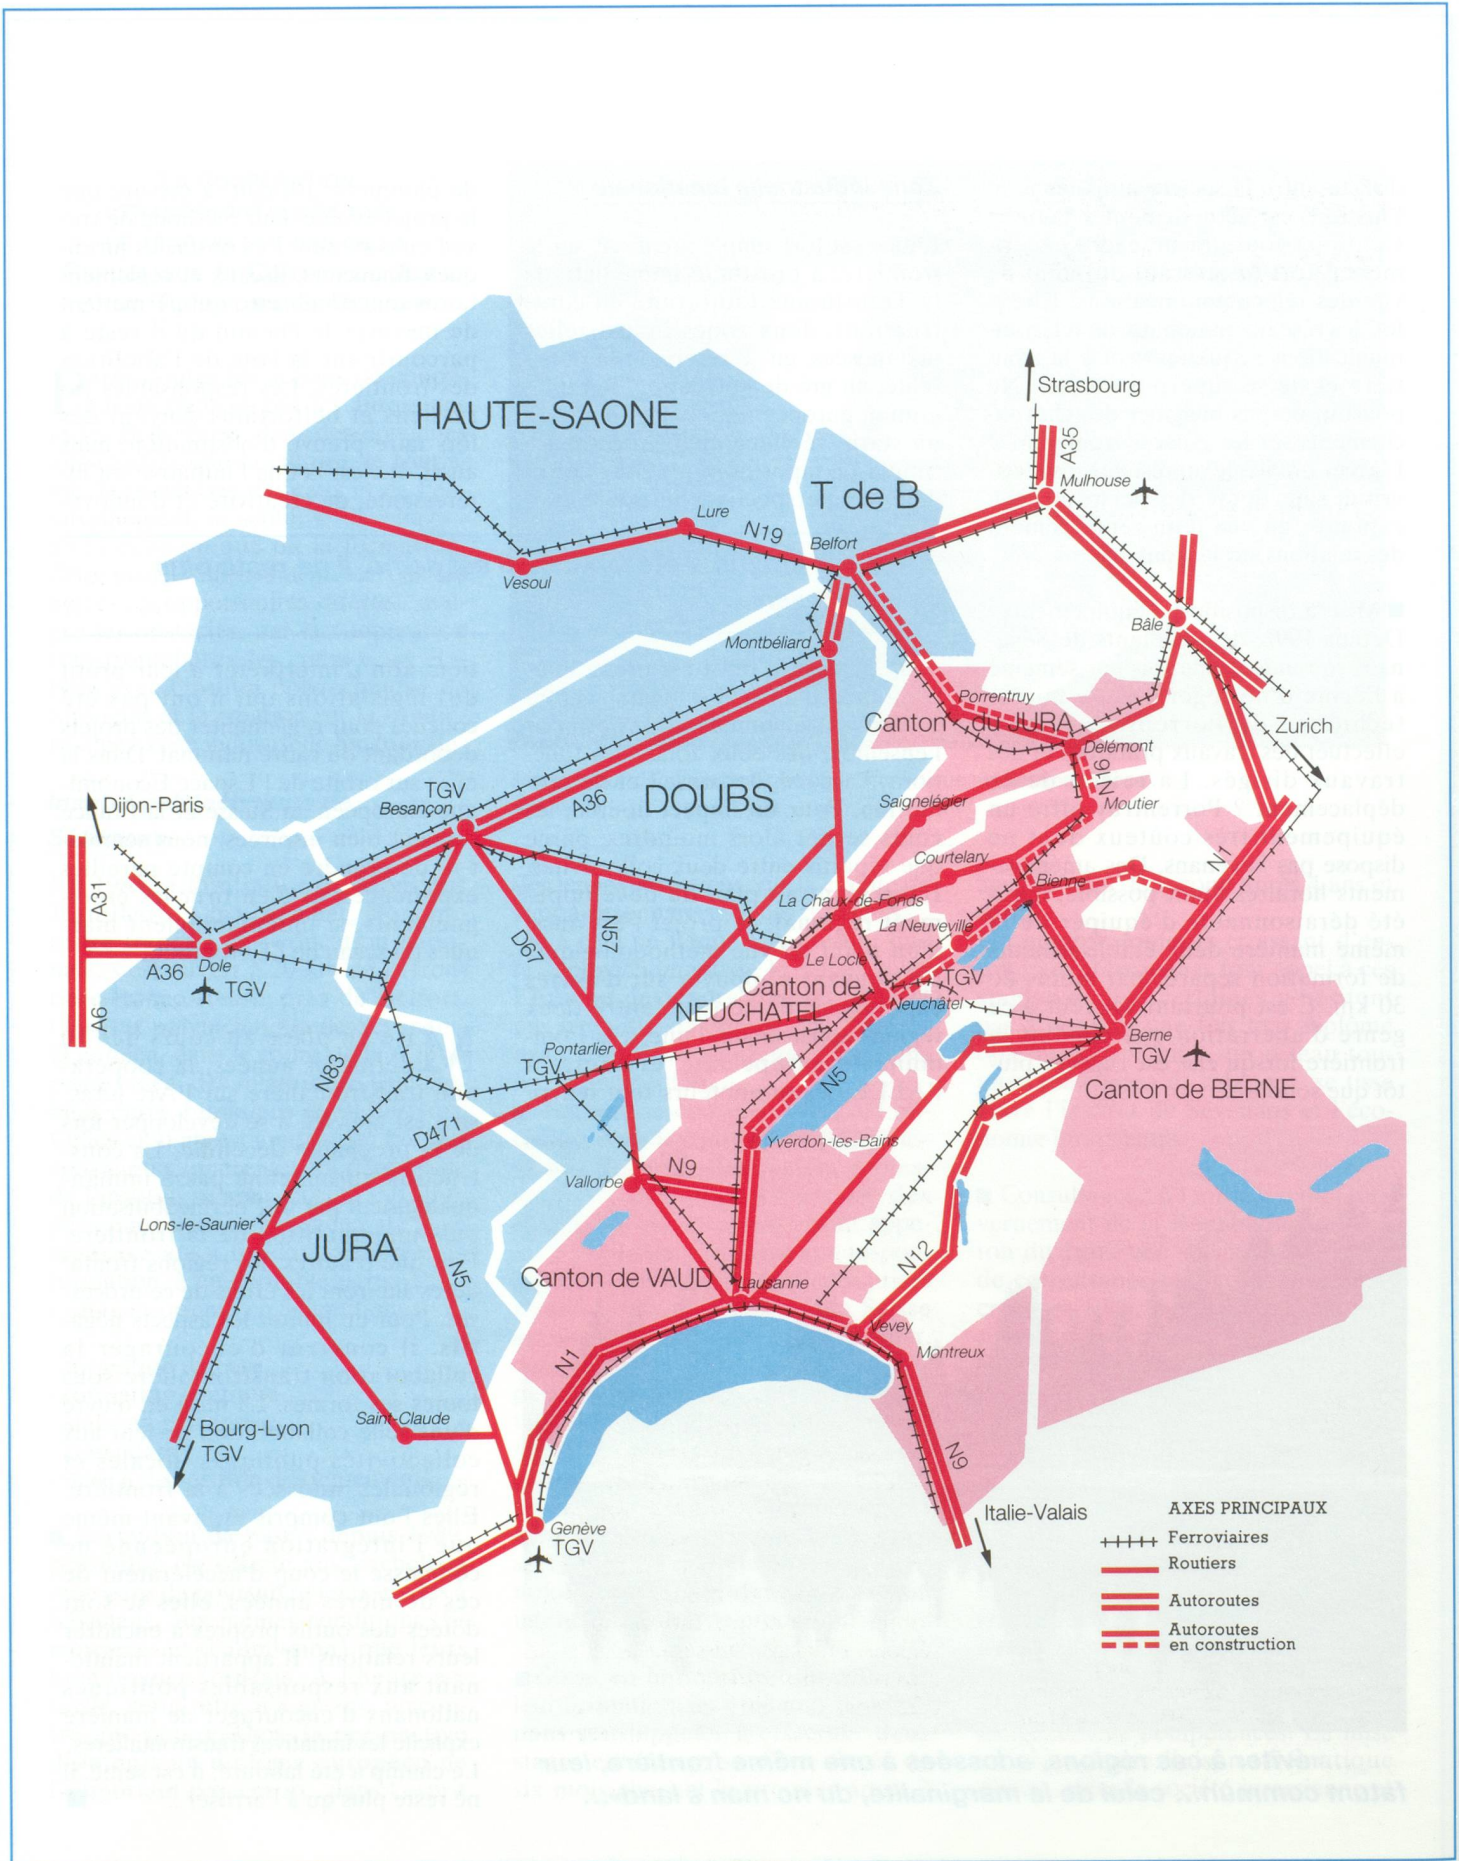 HAUTE-SAONE
Strasbourg
A35
Mulhouse
T de B
Lure
N19
Belfort
Vesoul
Bâle
Montbéliard
Porrentruy
Canton du JURA
Zurich
Delémont
TGV
Besançon
A36
DOUBS
N16
Moutier
Dijon-Paris
Saignelégier
Courtelary
N1
Bienne
A31
La Chaux-de-Fonds
La Neuveville
N57
D67
Le Locle
A36
Dole
TGV
TGV
Canton de
NEUCHATEL
Neuchâtel
A6
Berne
TGV
Pontarlier
TGV
N83
N5
Canton de BERNE
D471
Yverdon-les-Bains
N9
Vallorbe
Lons-le-Saunier
JURA
N12
N5
Canton de VAUD
Lausanne
Vevey
Montreux
N1
Saint-Claude
Bourg-Lyon
TGV
N9
Italie-Valais
Genève
TGV
AXES PRINCIPAUX
Ferroviaires
Routiers
Autoroutes
Autoroutes
en construction